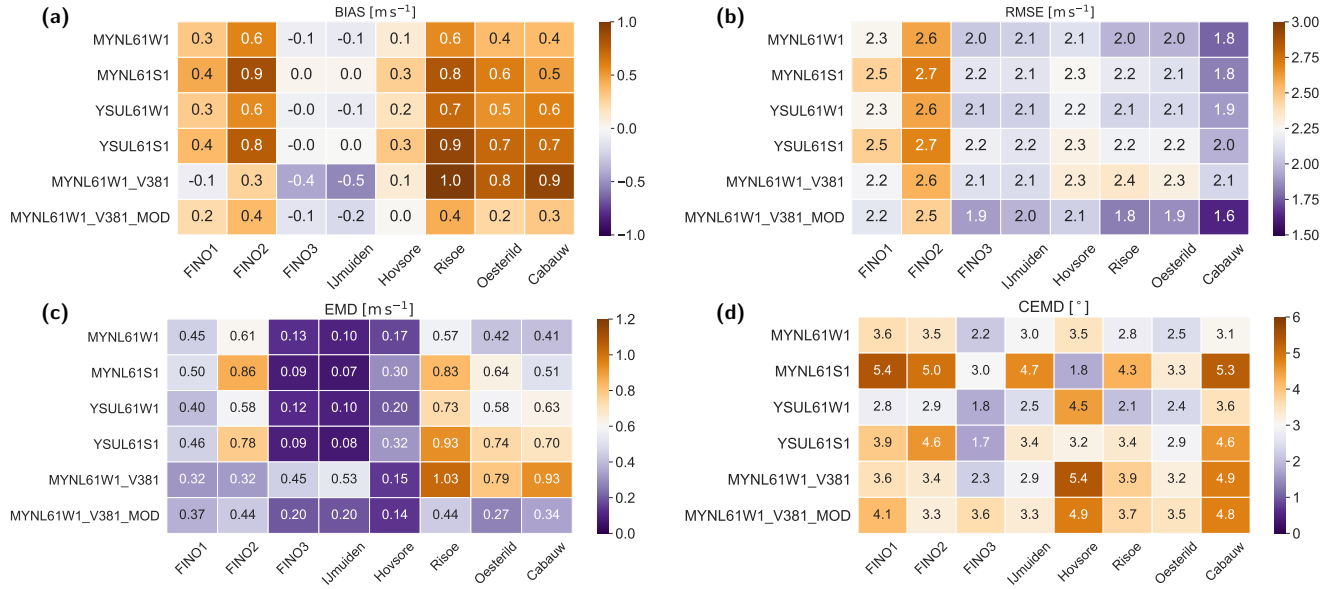 (a)
BIAS [m s⁻¹]
MYNL61W1 0.3 0.6 -0.1 -0.1 0.1 0.6 0.4 0.4
MYNL61S1 0.4 0.9 0.0 0.0 0.3 0.8 0.6 0.5
YSUL61W1 0.3 0.6 -0.0 -0.1 0.2 0.7 0.5 0.6
YSUL61S1 0.4 0.8 -0.0 0.0 0.3 0.9 0.7 0.7
MYNL61W1_V381 -0.1 0.3 -0.4 -0.5 0.1 1.0 0.8 0.9
MYNL61W1_V381_MOD 0.2 0.4 -0.1 -0.2 0.0 0.4 0.2 0.3
FINO1 FINO2 FINO3 IJmuiden Hovsore Risoe Oesterild Cabauw
1.0
0.5
0.0
−0.5
−1.0
(b)
RMSE [m s⁻¹]
MYNL61W1 2.3 2.6 2.0 2.1 2.1 2.0 2.0 1.8
MYNL61S1 2.5 2.7 2.2 2.1 2.3 2.2 2.1 1.8
YSUL61W1 2.3 2.6 2.1 2.1 2.2 2.1 2.1 1.9
YSUL61S1 2.5 2.7 2.2 2.2 2.3 2.2 2.2 2.0
MYNL61W1_V381 2.2 2.6 2.1 2.1 2.3 2.4 2.3 2.1
MYNL61W1_V381_MOD 2.2 2.5 1.9 2.0 2.1 1.8 1.9 1.6
FINO1 FINO2 FINO3 IJmuiden Hovsore Risoe Oesterild Cabauw
3.00
2.75
2.50
2.25
2.00
1.75
1.50
(c)
EMD [m s⁻¹]
MYNL61W1 0.45 0.61 0.13 0.10 0.17 0.57 0.42 0.41
MYNL61S1 0.50 0.86 0.09 0.07 0.30 0.83 0.64 0.51
YSUL61W1 0.40 0.58 0.12 0.10 0.20 0.73 0.58 0.63
YSUL61S1 0.46 0.78 0.09 0.08 0.32 0.93 0.74 0.70
MYNL61W1_V381 0.32 0.32 0.45 0.53 0.15 1.03 0.79 0.93
MYNL61W1_V381_MOD 0.37 0.44 0.20 0.20 0.14 0.44 0.27 0.34
FINO1 FINO2 FINO3 IJmuiden Hovsore Risoe Oesterild Cabauw
1.2
1.0
0.8
0.6
0.4
0.2
0.0
(d)
CEMD [°]
MYNL61W1 3.6 3.5 2.2 3.0 3.5 2.8 2.5 3.1
MYNL61S1 5.4 5.0 3.0 4.7 1.8 4.3 3.3 5.3
YSUL61W1 2.8 2.9 1.8 2.5 4.5 2.1 2.4 3.6
YSUL61S1 3.9 4.6 1.7 3.4 3.2 3.4 2.9 4.6
MYNL61W1_V381 3.6 3.4 2.3 2.9 5.4 3.9 3.2 4.9
MYNL61W1_V381_MOD 4.1 3.3 3.6 3.3 4.9 3.7 3.5 4.8
FINO1 FINO2 FINO3 IJmuiden Hovsore Risoe Oesterild Cabauw
6
5
4
3
2
1
0